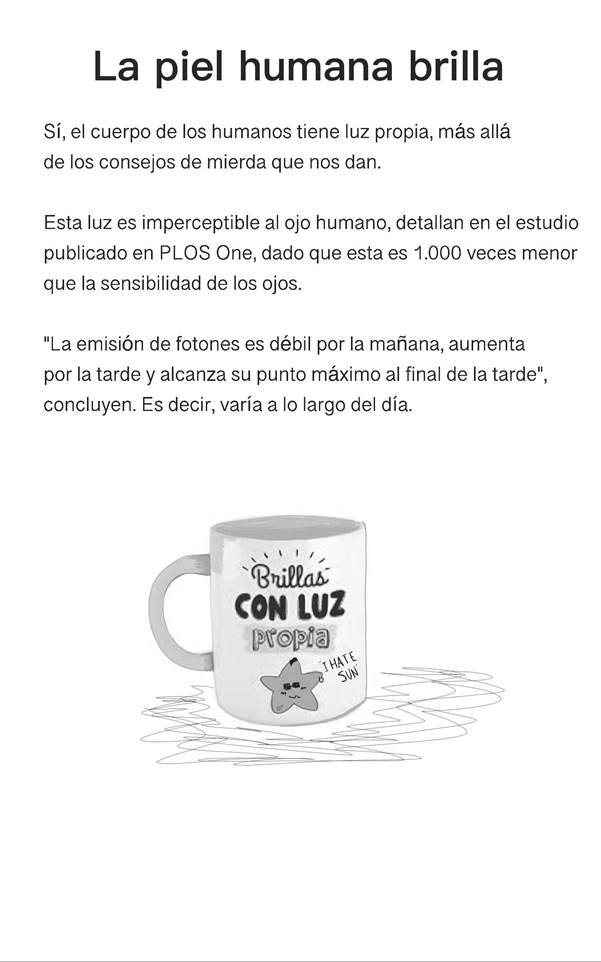 La piel humana brilla
Sí, el cuerpo de los humanos tiene luz propia, más allá
de los consejos de mierda que nos dan.
Esta luz es imperceptible al ojo humano, detallan en el estudio
publicado en PLOS One, dado que esta es 1.000 veces menor
que la sensibilidad de los ojos.
"La emisión de fotones es débil por la mañana, aumenta
por la tarde y alcanza su punto máximo al final de la tarde",
concluyen. Es decir, varía a lo largo del día.
Brillas
CON LUZ
propia
"I HATE
SUN"